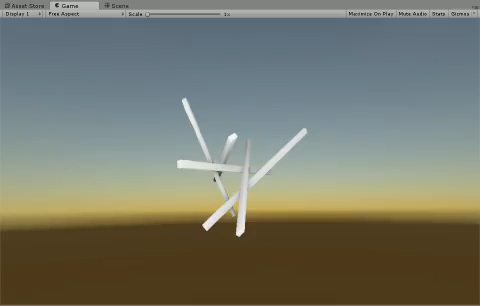 Asset Store Game Scene
Display 1 Free Aspect Scale 1x Maximize On Play Mute Audio Stats Gizmos